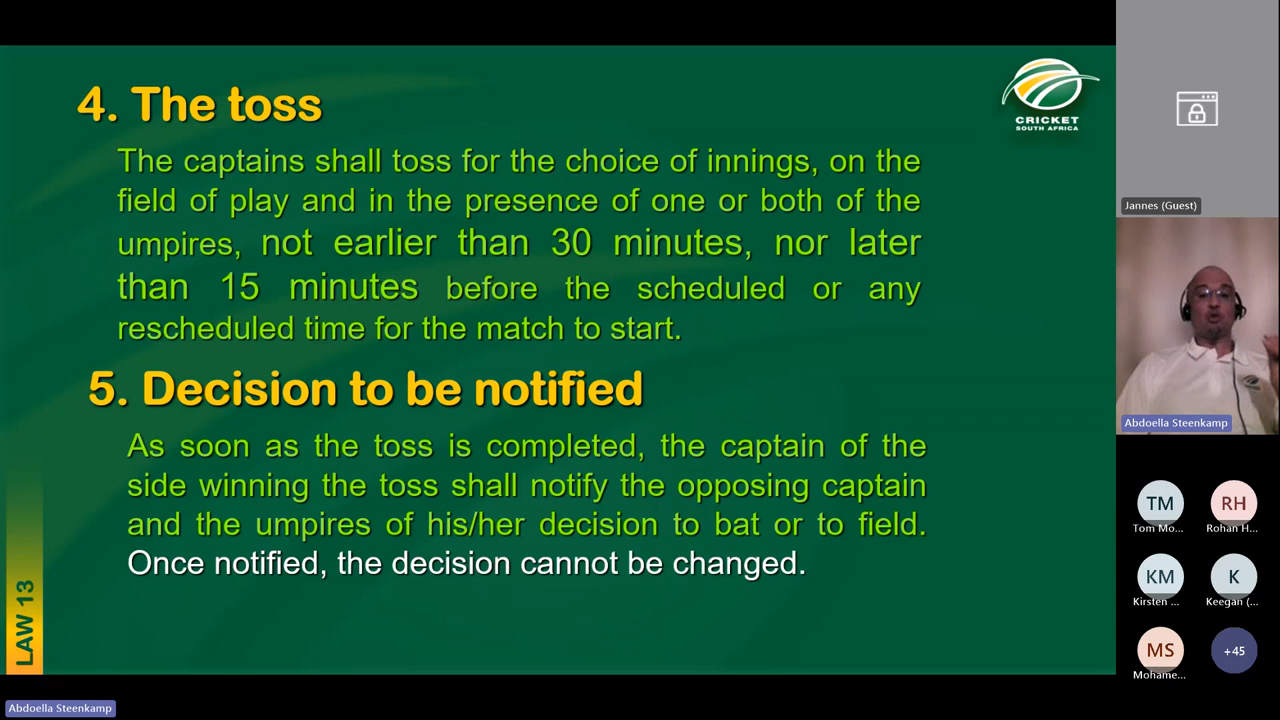 4. The toss
The captains shall toss for the choice of innings, on the
field of play and in the presence of one or both of the
umpires, not earlier than 30 minutes, nor later
than 15 minutes before the scheduled or any
rescheduled time for the match to start.
5. Decision to be notified
As soon as the toss is completed, the captain of the
side winning the toss shall notify the opposing captain
and the umpires of his/her decision to bat or to field.
Once notified, the decision cannot be changed.
LAW 13
CRICKET
SOUTH AFRICA
Jannes (Guest)
Abdoella Steenkamp
TM
Tom Mo...
RH
Rohan H...
KM
Kirsten ...
K
Keegan (...
MS
Mohame...
+45
Abdoella Steenkamp